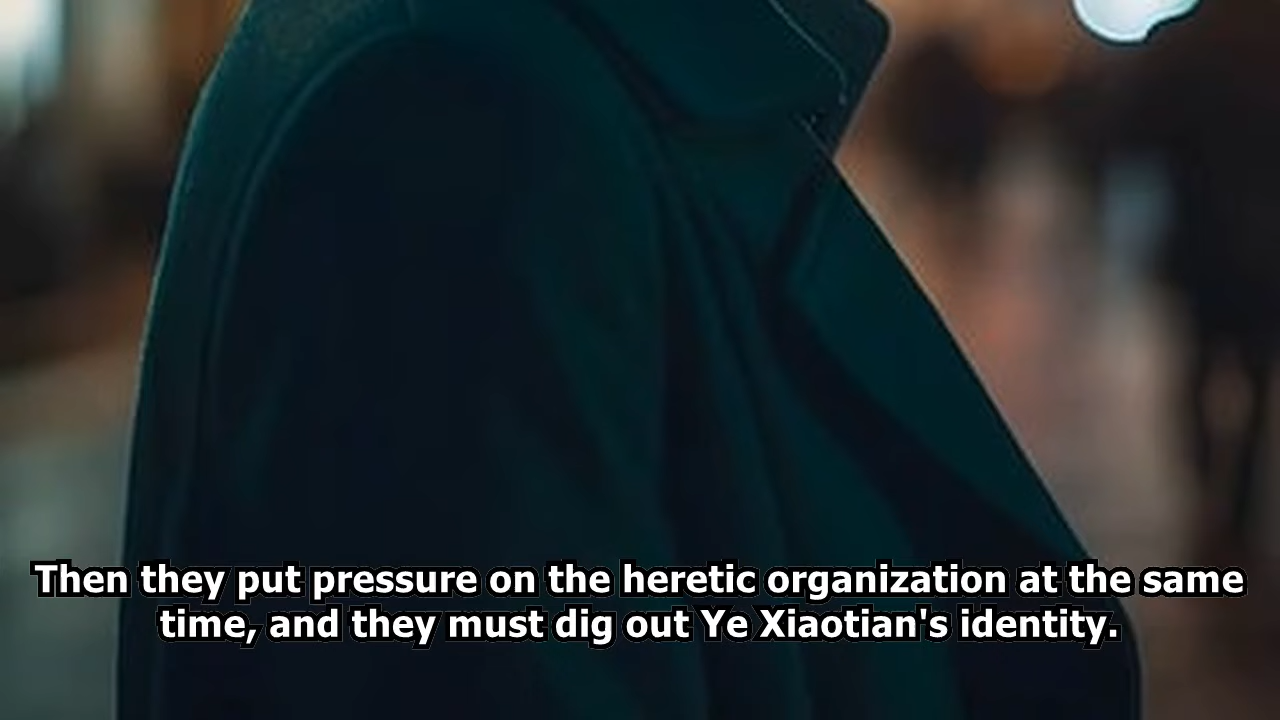 Then they put pressure on the heretic organization at the same
time, and they must dig out Ye Xiaotian's identity.